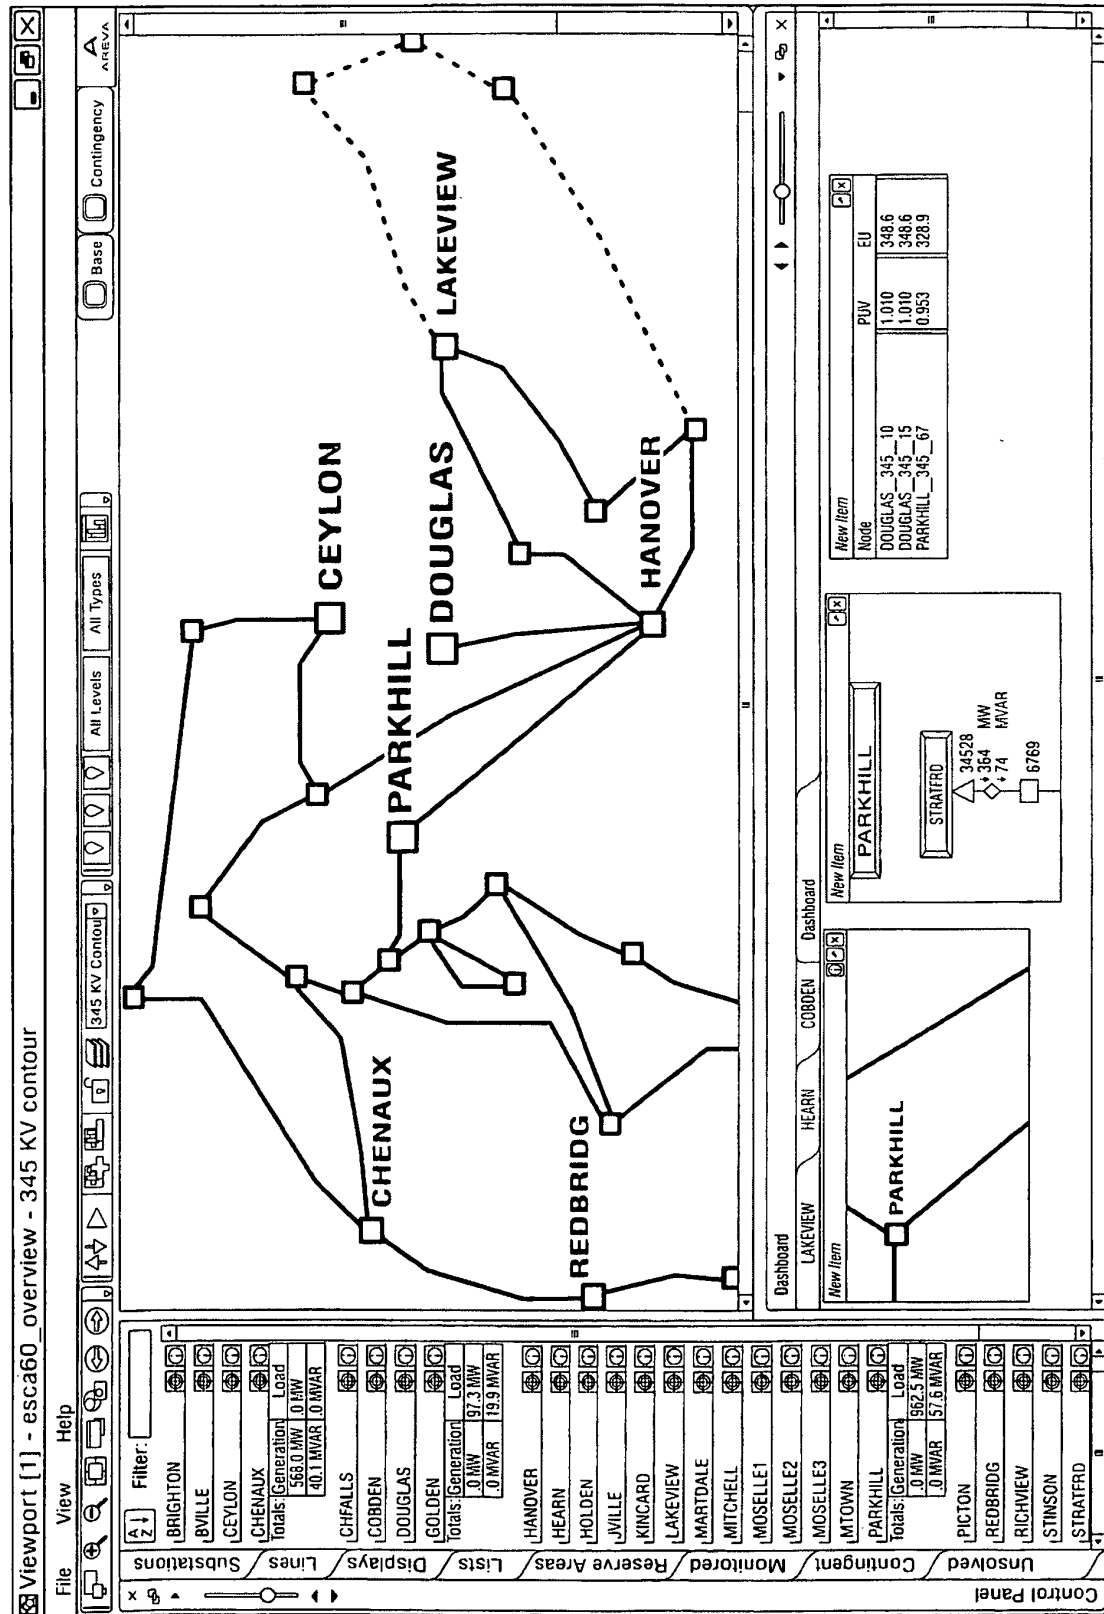 Viewport [1] - esca60_overview - 345 KV contour
File View Help
345 KV Contour
All Levels
All Types
Base
Contingency
AREVA
Control Panel
Substations
Lines
Displays
Lists
Reserve Areas
Monitored
Contingent
Unsolved
A Z
Filter:
BRIGHTON
BVILLE
CEYLON
CHENAUX
Totals: Generation Load
568.0 MW .0 MW
40.1 MVAR .0 MVAR
CHFALLS
COBDEN
DOUGLAS
GOLDEN
Totals: Generation Load
.0 MW 97.3 MW
.0 MVAR 19.9 MVAR
HANOVER
HEARN
HOLDEN
JVILLE
KINCARD
LAKEVIEW
MARTDALE
MITCHELL
MOSELLE1
MOSELLE2
MOSELLE3
MTOWN
PARKHILL
Totals: Generation Load
.0 MW 962.5 MW
.0 MVAR 57.6 MVAR
PICTON
REDBRIDG
RICHVIEW
STINSON
STRATFRD
CEYLON
LAKEVIEW
DOUGLAS
PARKHILL
CHENAUX
HANOVER
REDBRIDG
Dashboard
LAKEVIEW HEARN COBDEN Dashboard
New Item
PARKHILL
New Item
PARKHILL
STRATFRD
34528
364 MW
74 MVAR
6769
New Item
Node PUV EU
DOUGLAS_345_10 1.010 348.6
DOUGLAS_345_15 1.010 348.6
PARKHILL_345_67 0.953 328.9